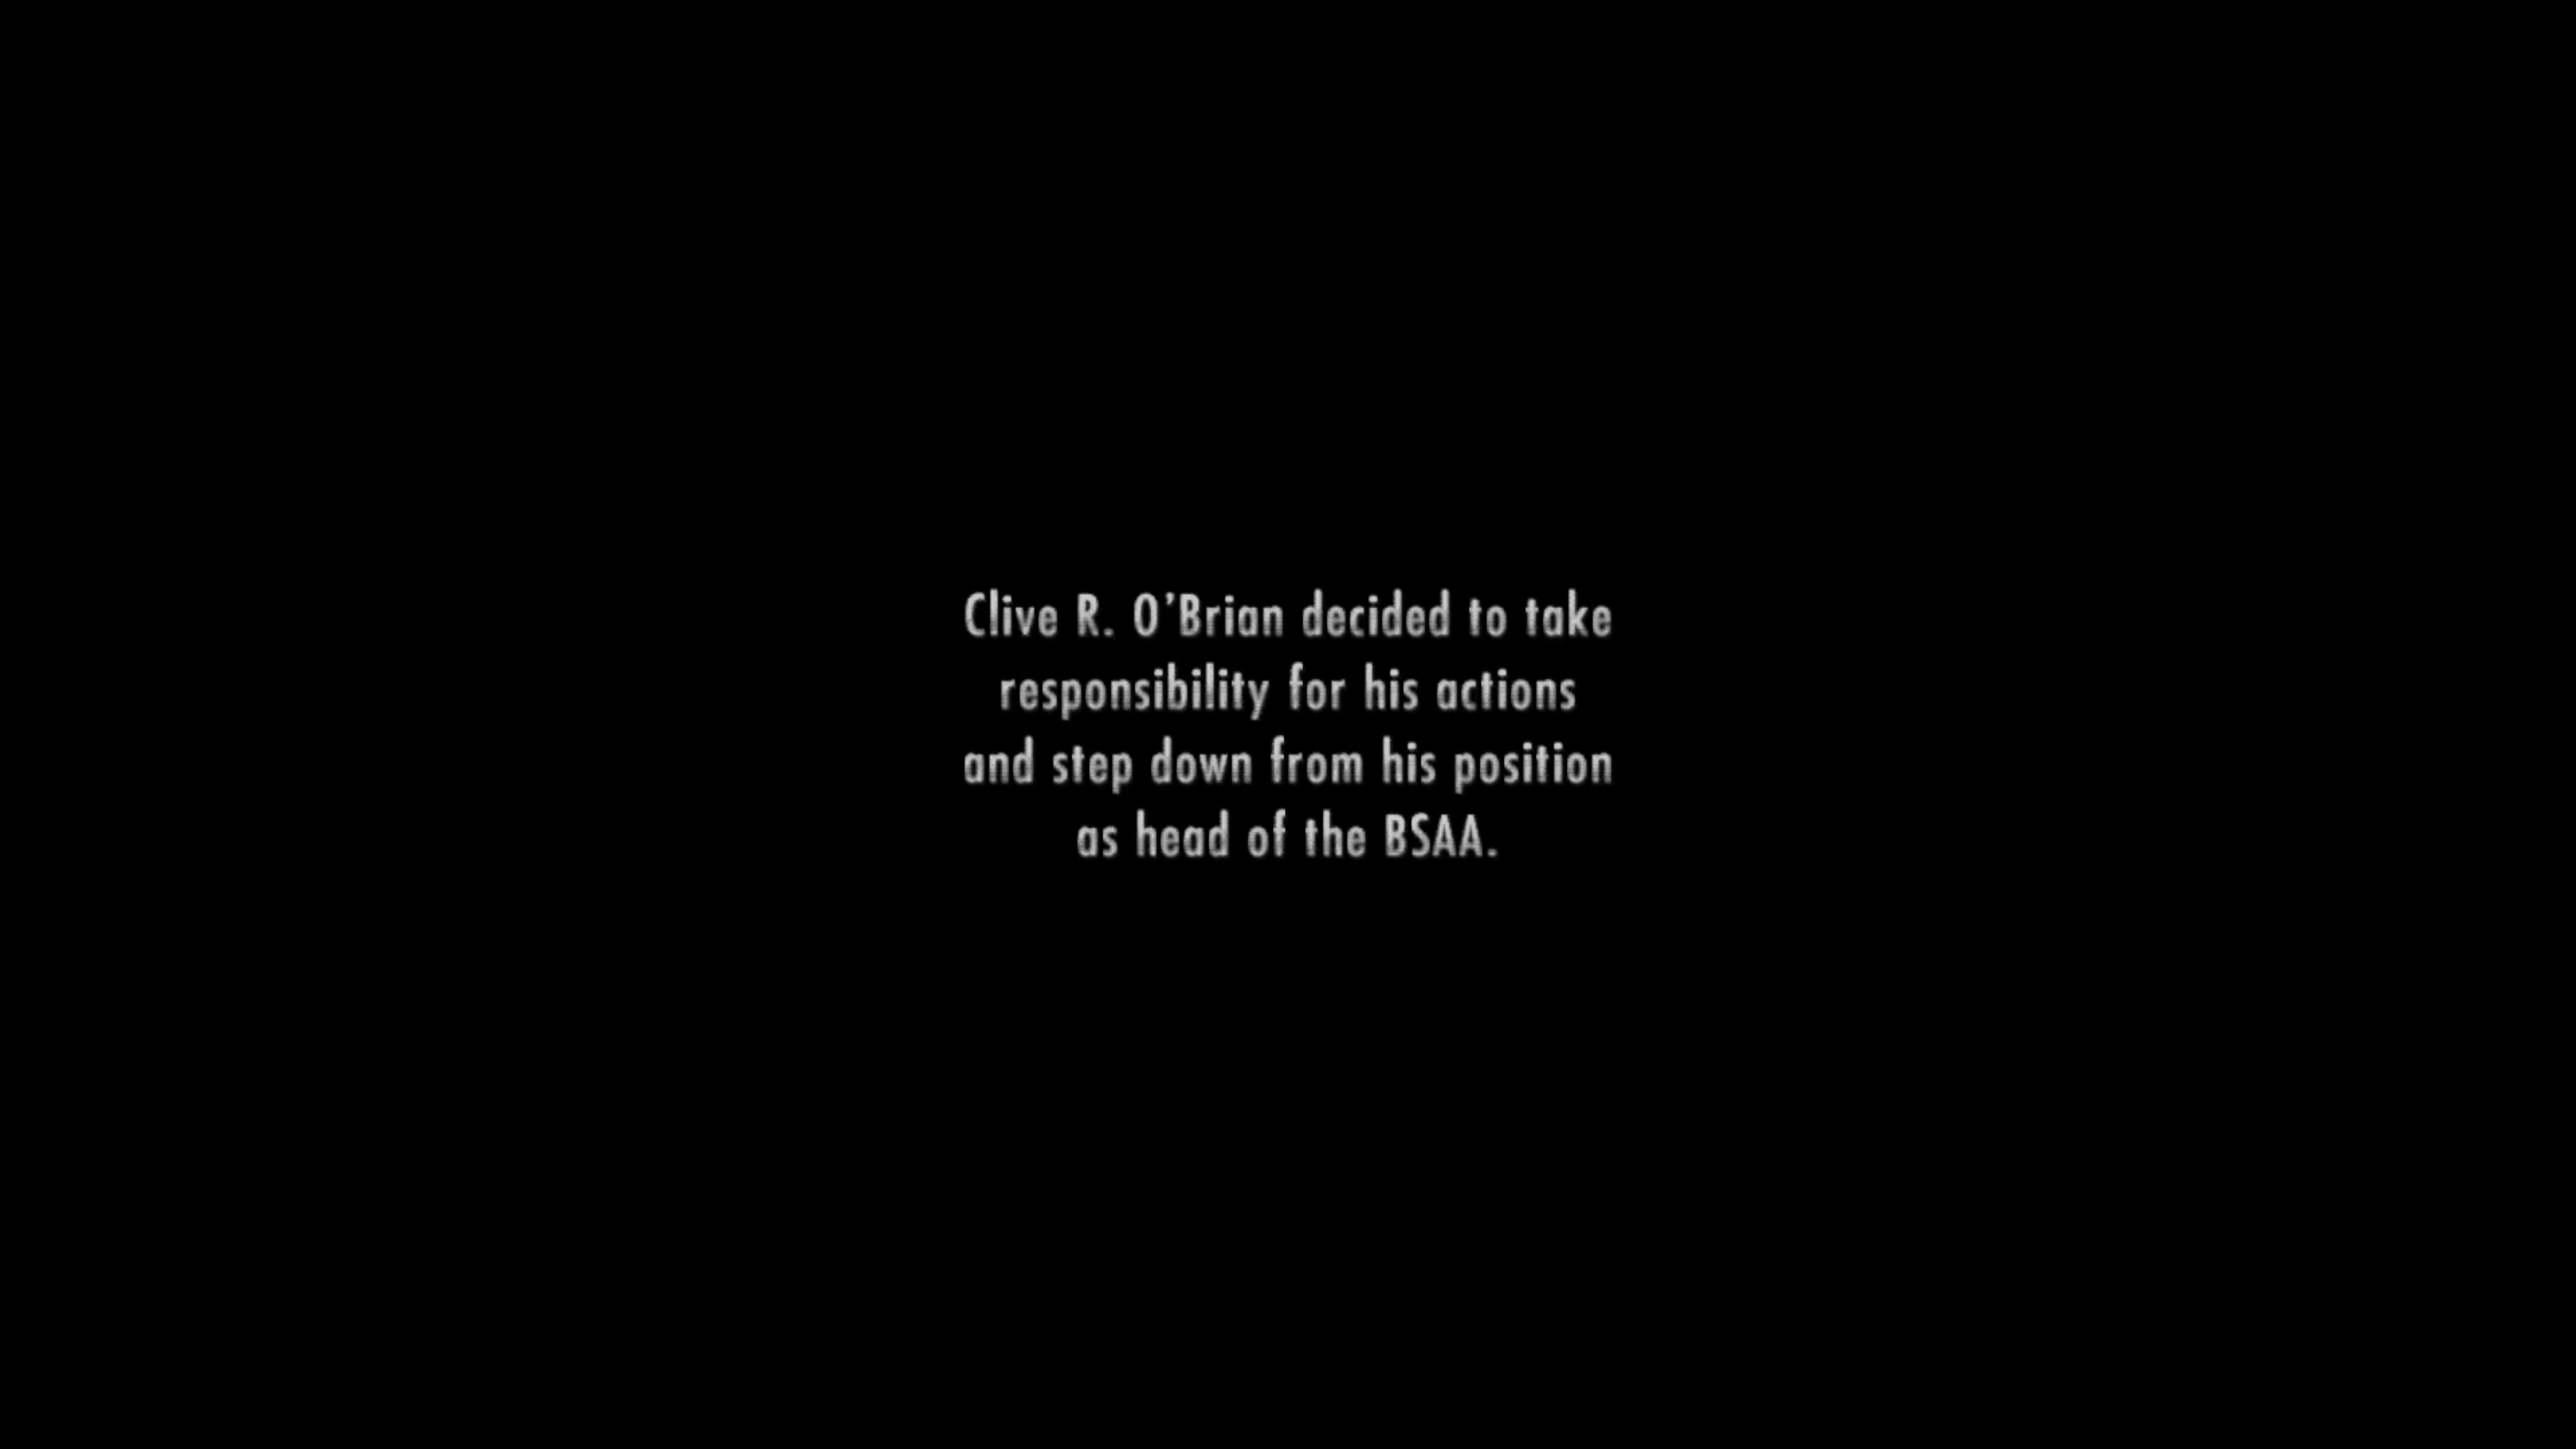 Clive R. O’Brian decided to take
responsibility for his actions
and step down from his position
as head of the BSAA.